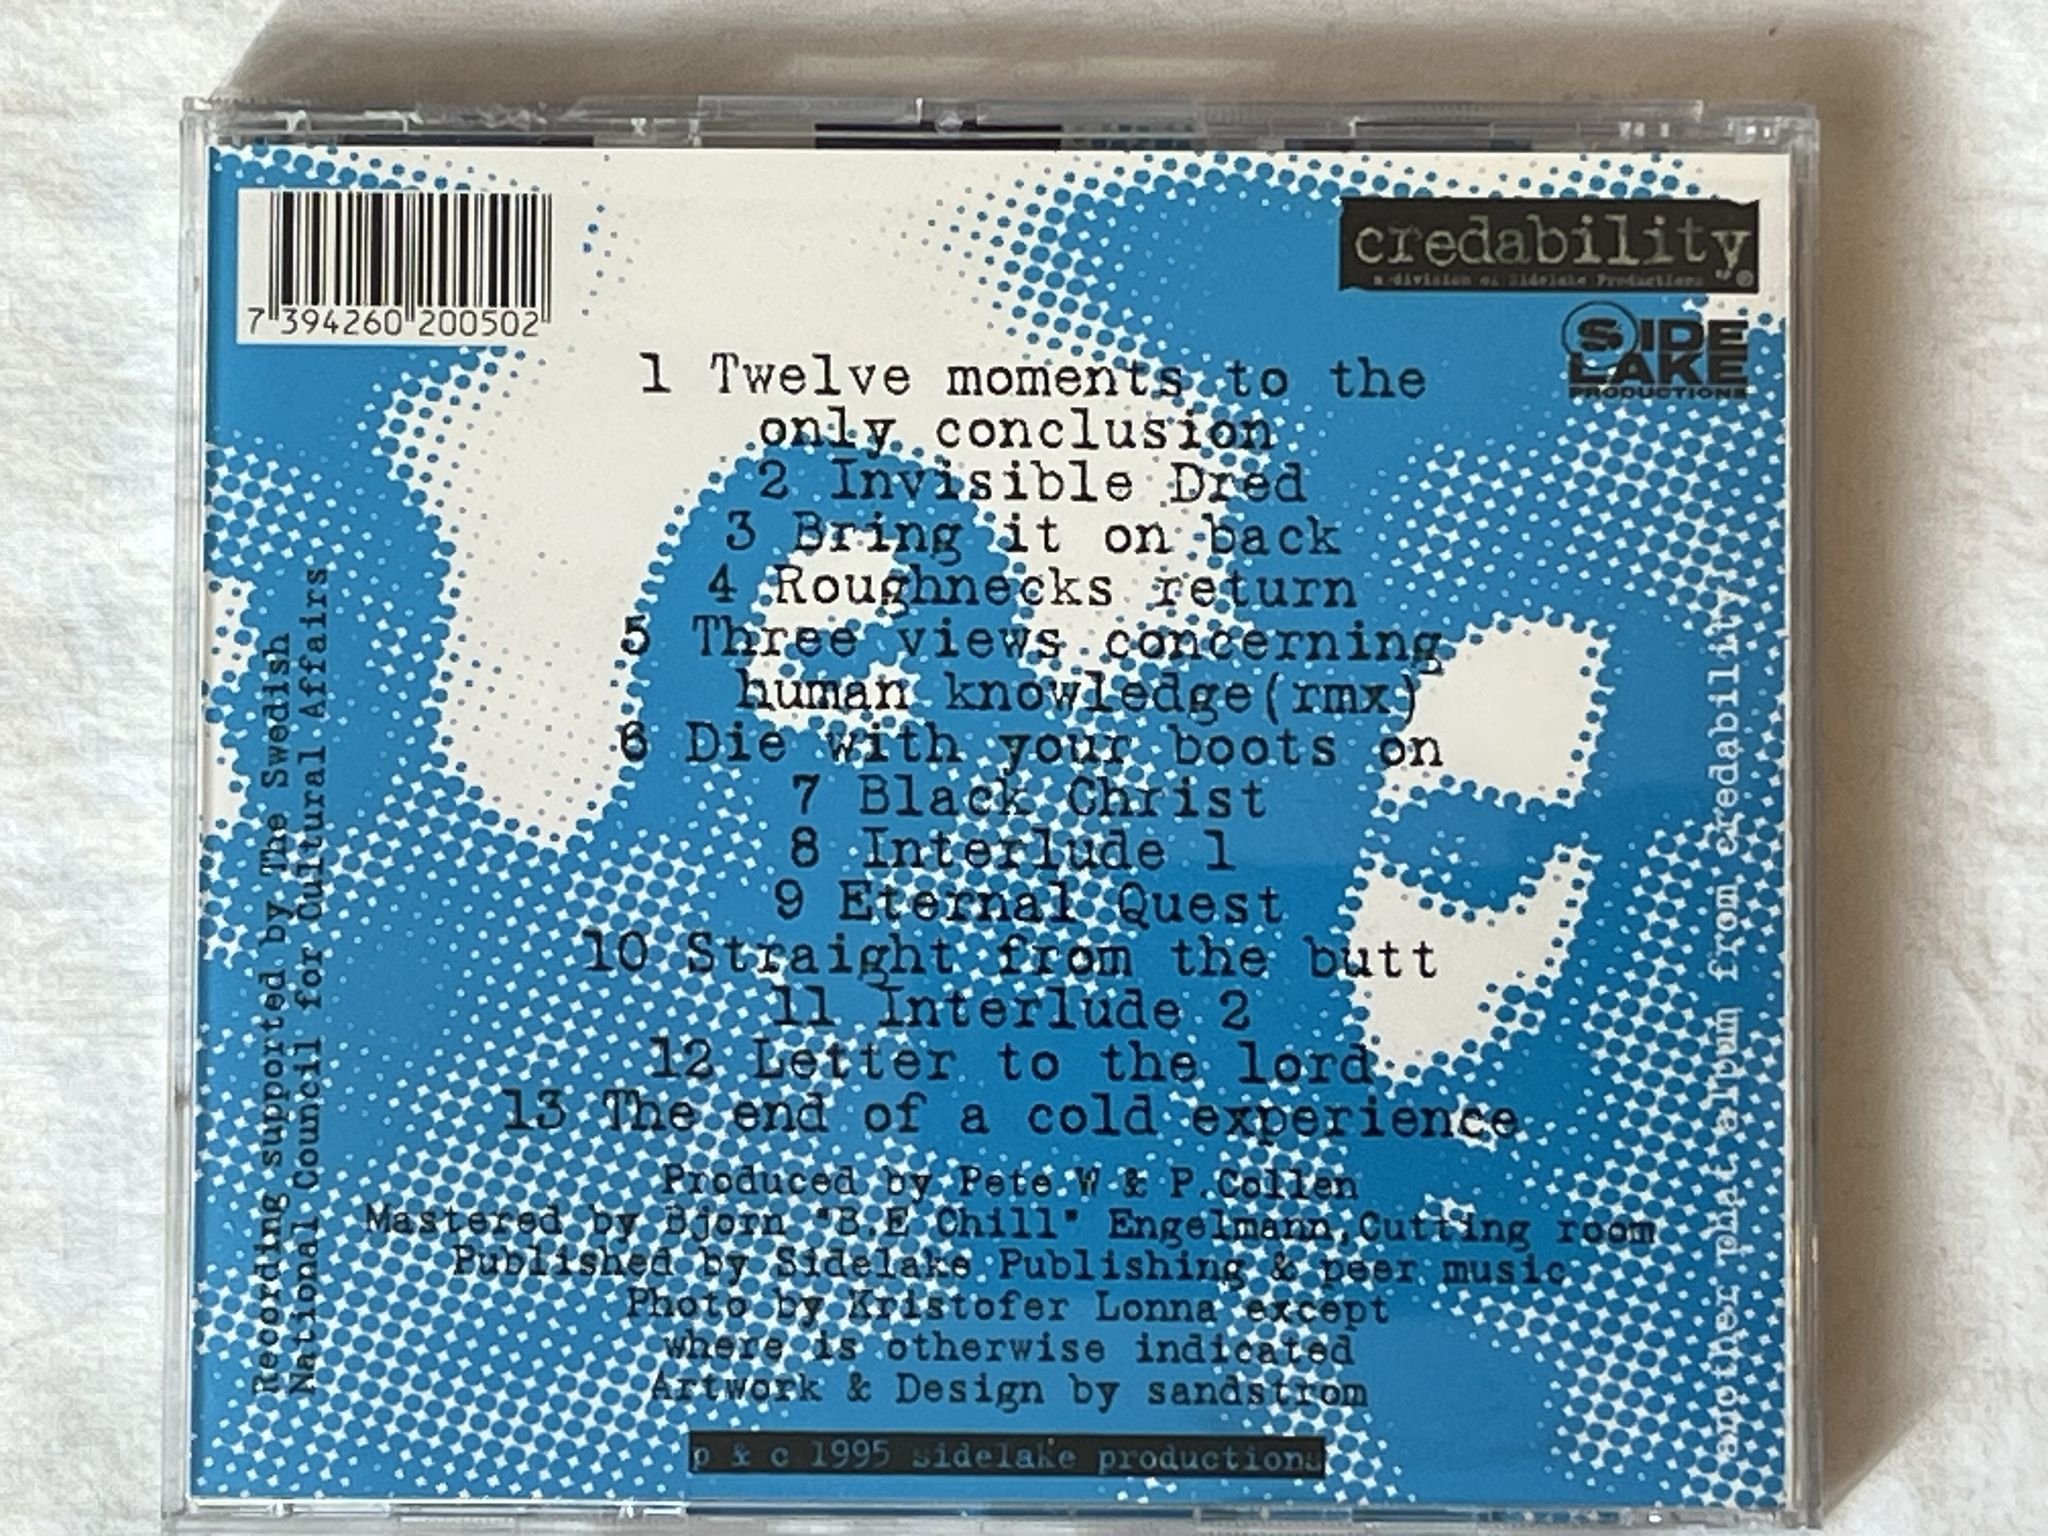 credability
a division of Sidelake Productions
SIDE
LAKE
PRODUCTIONS
7 394260 200502
1 Twelve moments to the
only conclusion
2 Invisible Dred
3 Bring it on back
4 Roughnecks return
5 Three views concerning
human knowledge(rmx)
6 Die with your boots on
7 Black Christ
8 Interlude 1
9 Eternal Quest
10 Straight from the butt
11 Interlude 2
12 Letter to the lord
13 The end of a cold experience
Produced by Pete W & P.Collen
Mastered by Bjorn "B.E Chill" Engelmann,Cutting room
Published by Sidelake Publishing & peer music
Photo by Kristofer Lonna except
where is otherwise indicated
Artwork & Design by sandstrom
p & c 1995 sidelake productions
Recording supported by The Swedish
National Council for Cultural Affairs
another phat album from credability